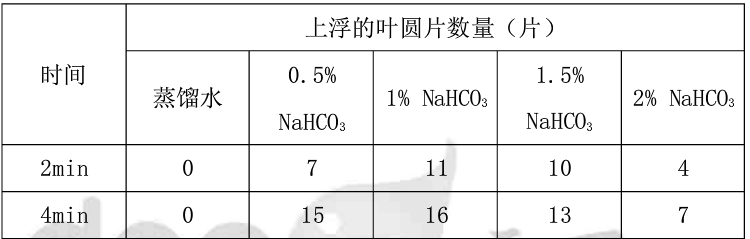 上浮的叶圆片数量（片）
时间
蒸馏水
0.5%
NaHCO₃
1% NaHCO₃
1.5%
NaHCO₃
2% NaHCO₃
2min 0 7 11 10 4
4min 0 15 16 13 7